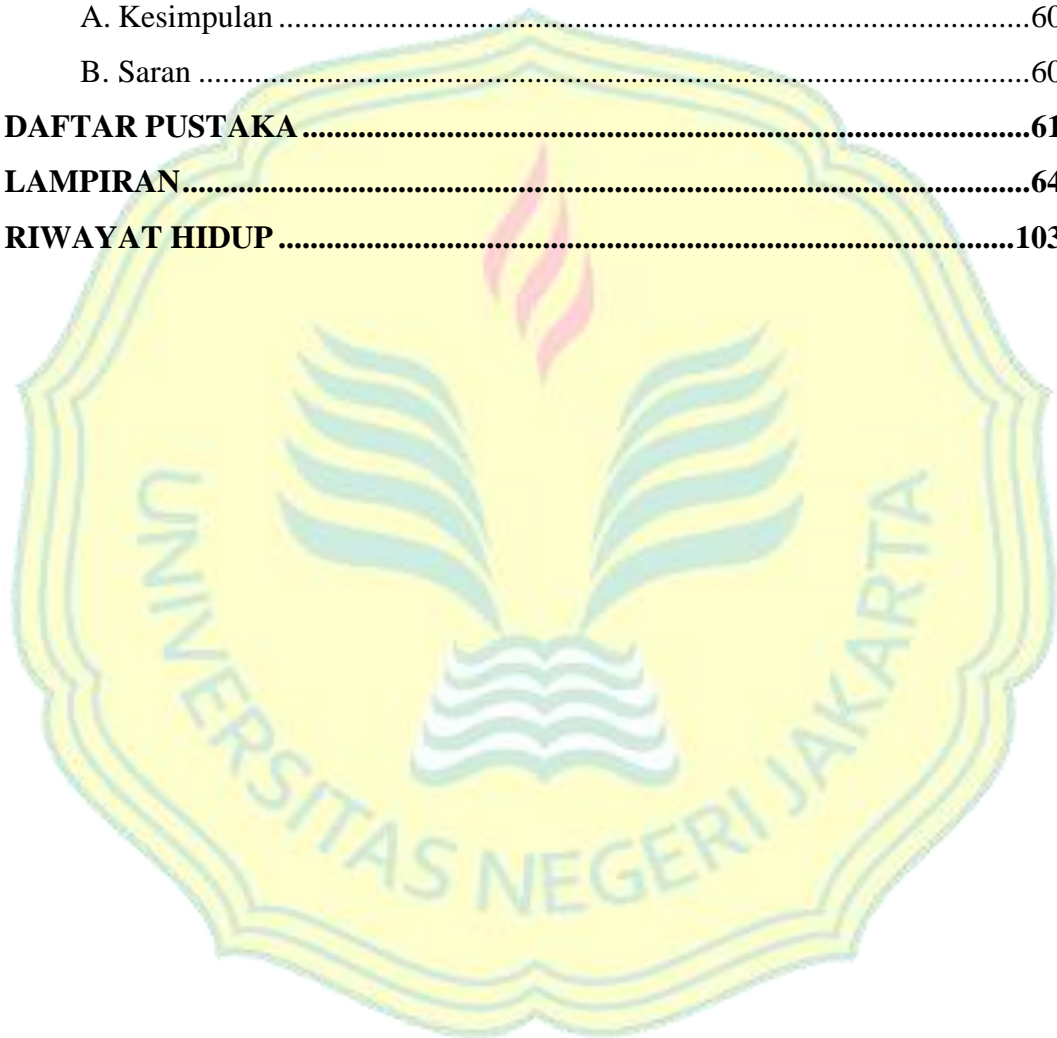 A. Kesimpulan ....................................................................................................60
B. Saran ..............................................................................................................60
DAFTAR PUSTAKA ...........................................................................................61
LAMPIRAN..........................................................................................................64
RIWAYAT HIDUP ............................................................................................103
UNIVERSITAS NEGERI JAKARTA